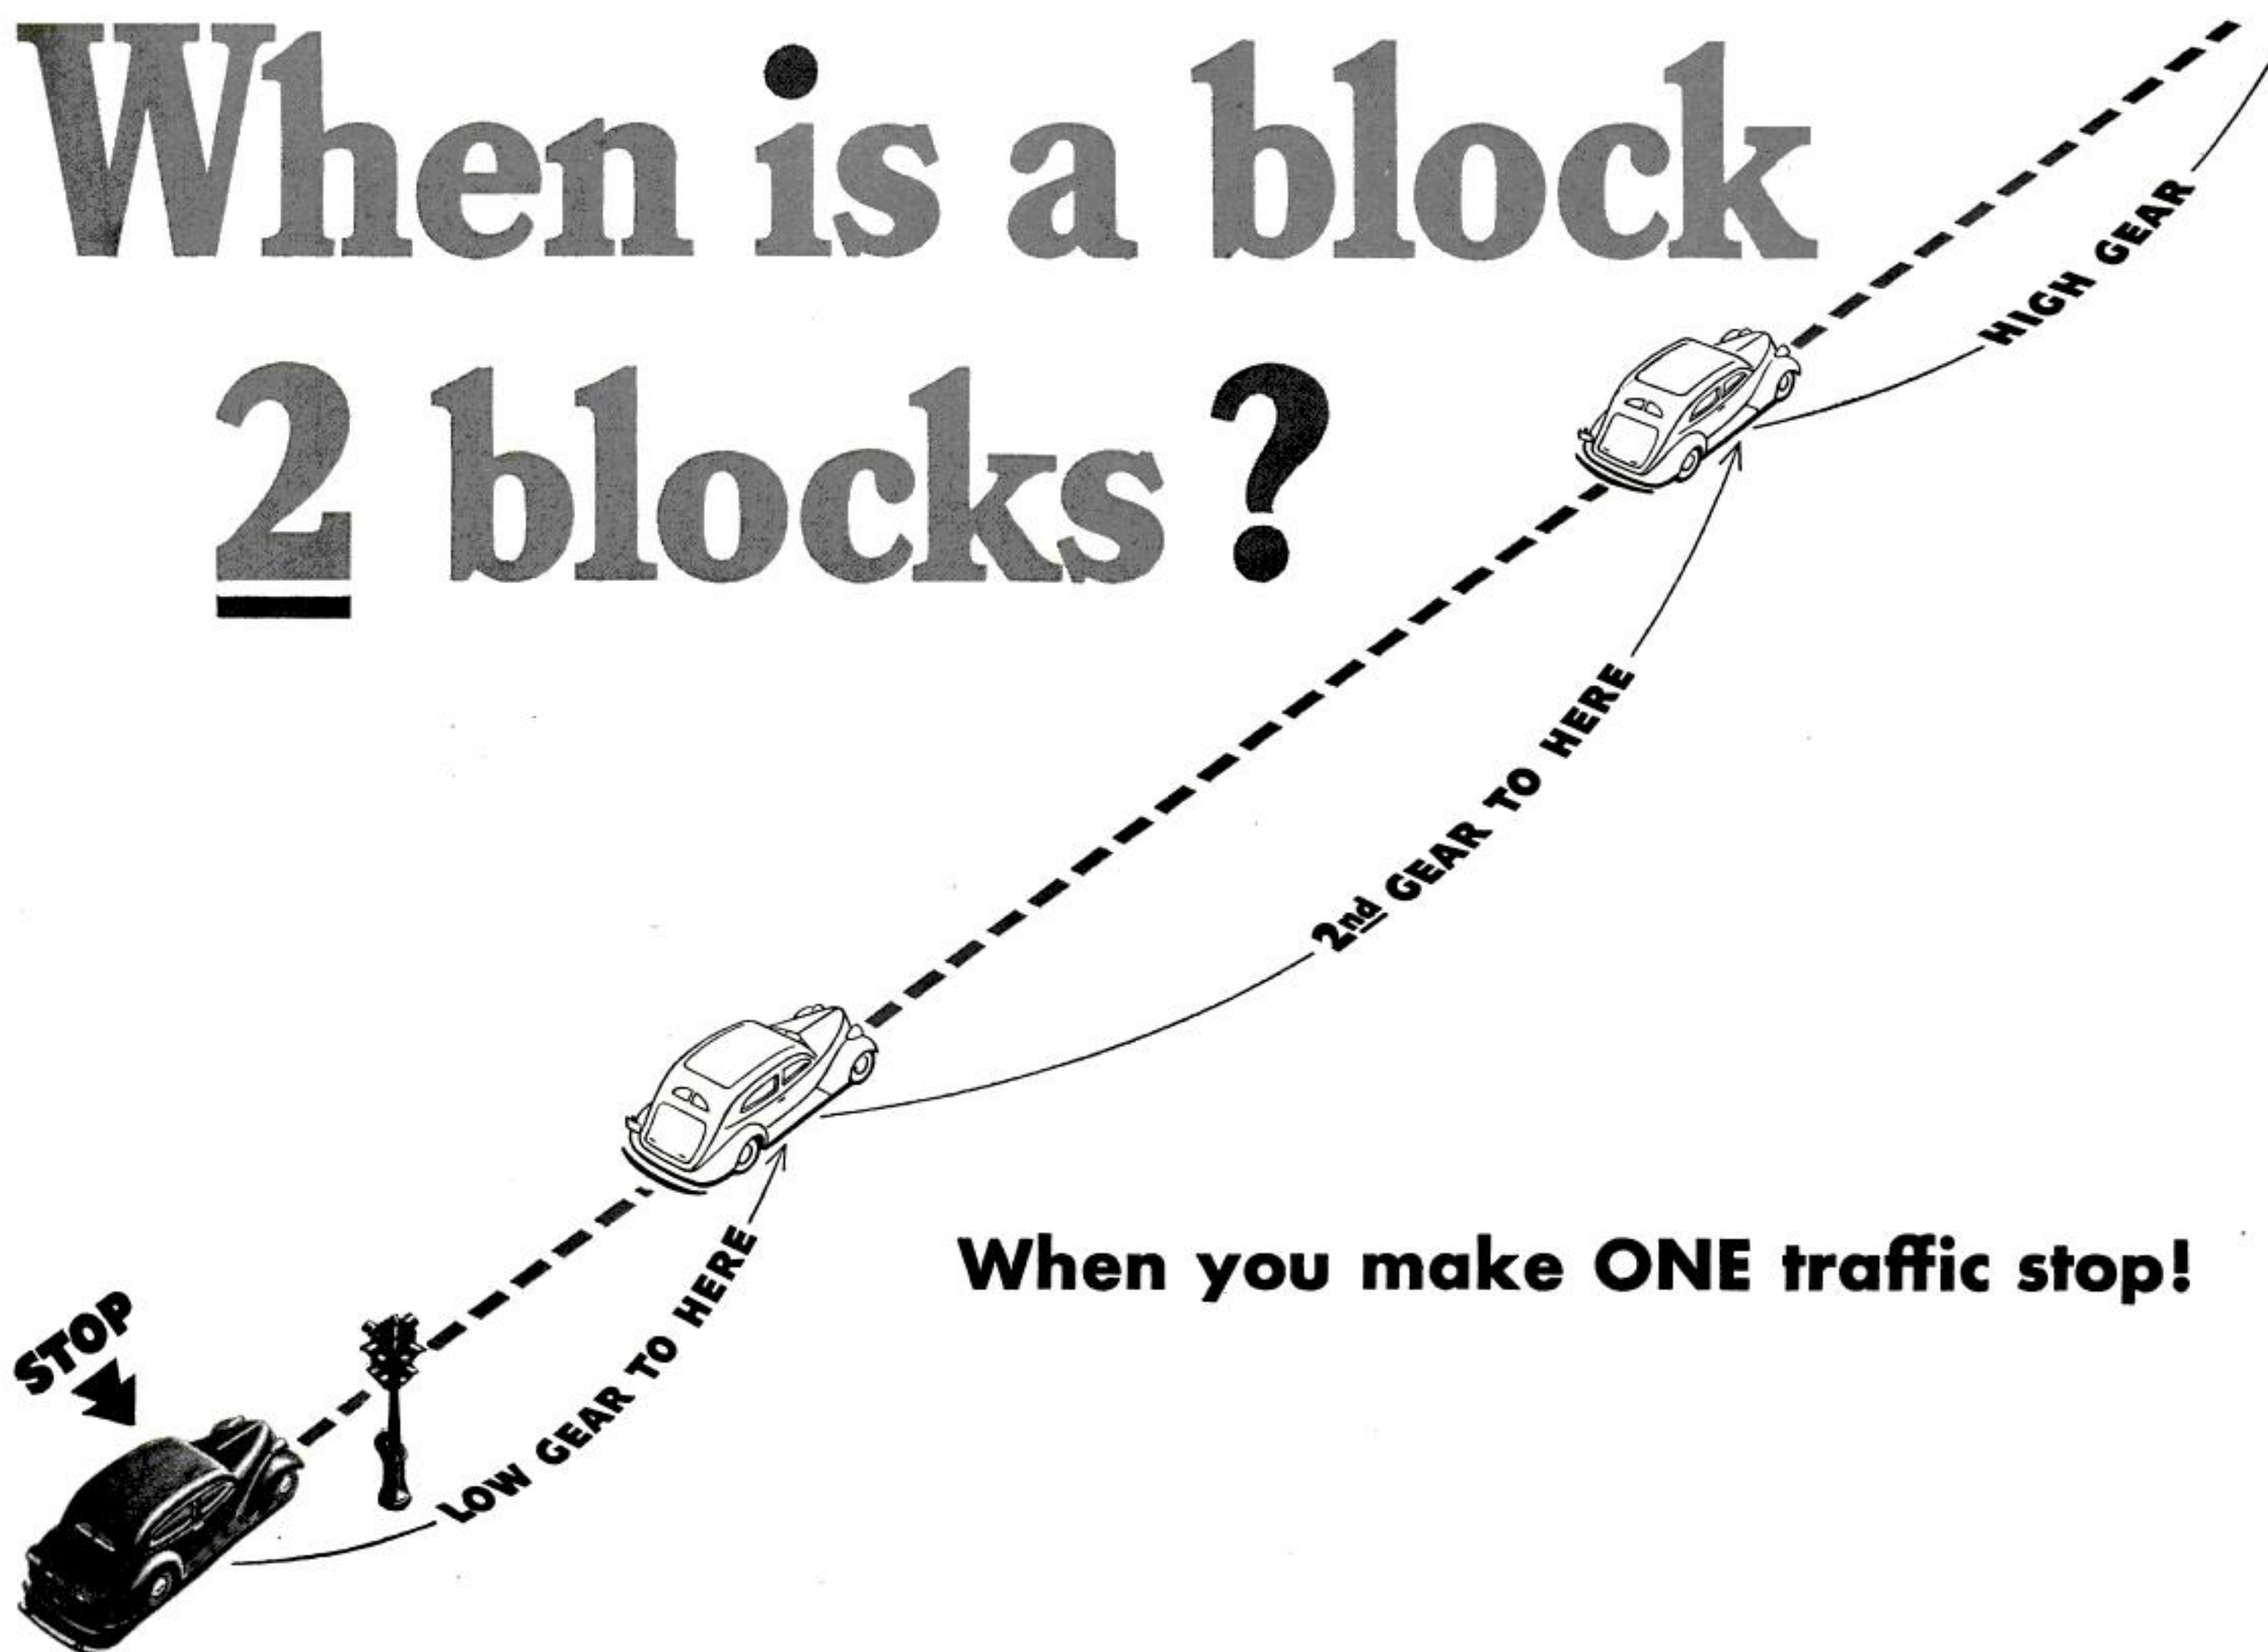 When is a block
2 blocks?
HIGH GEAR
2nd GEAR TO HERE
When you make ONE traffic stop!
LOW GEAR TO HERE
STOP